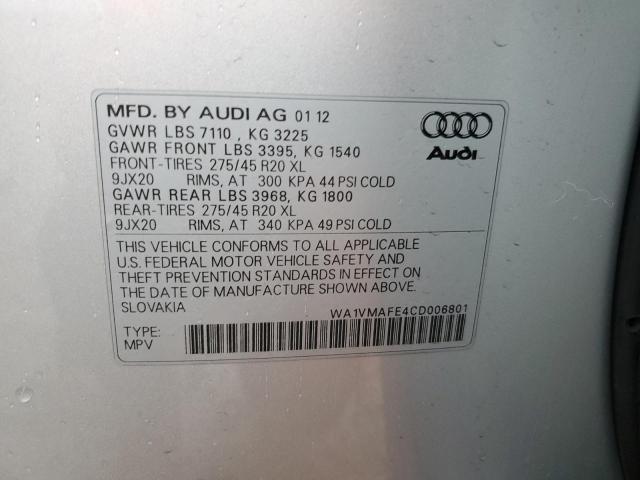 MFD. BY AUDI AG 01 12
GVWR LBS 7110 , KG 3225
GAWR FRONT LBS 3395, KG 1540
FRONT-TIRES 275/45 R20 XL
9JX20 RIMS, AT 300 KPA 44 PSI COLD
GAWR REAR LBS 3968, KG 1800
REAR-TIRES 275/45 R20 XL
9JX20 RIMS, AT 340 KPA 49 PSI COLD
Audi
THIS VEHICLE CONFORMS TO ALL APPLICABLE
U.S. FEDERAL MOTOR VEHICLE SAFETY AND
THEFT PREVENTION STANDARDS IN EFFECT ON
THE DATE OF MANUFACTURE SHOWN ABOVE.
SLOVAKIA WA1VMAFE4CD006801
TYPE:
MPV